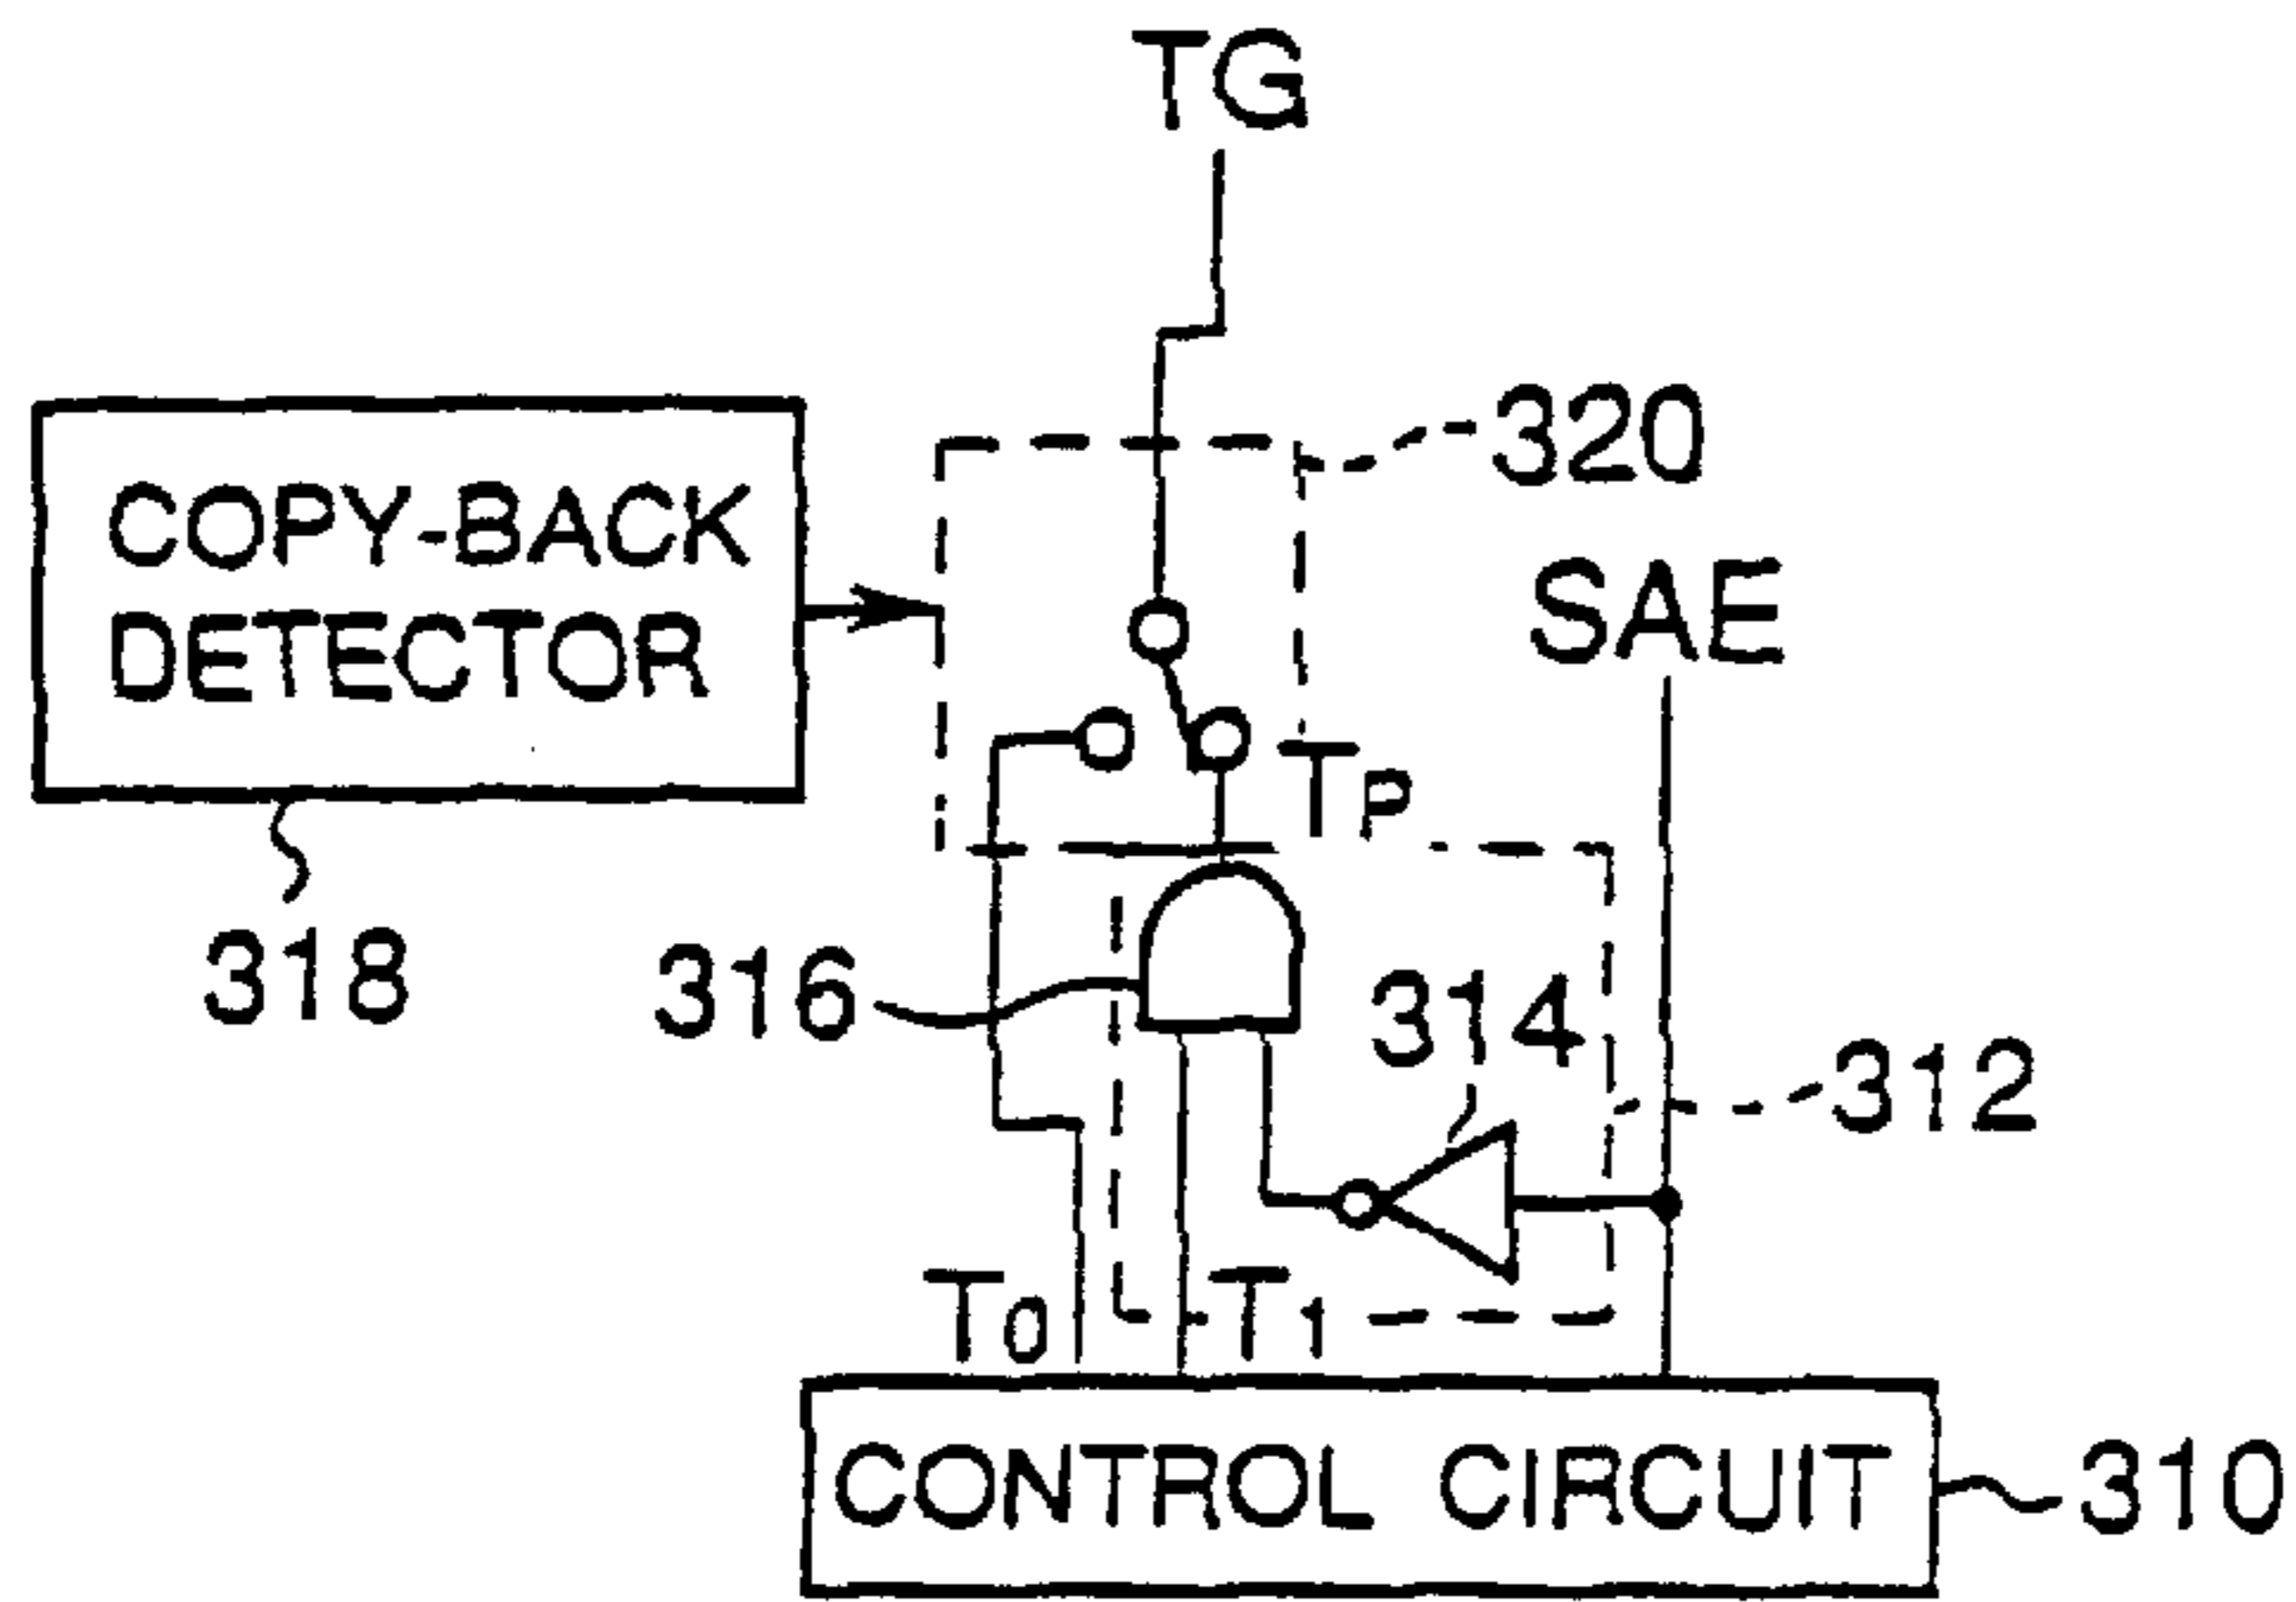 TG
320
COPY-BACK
DETECTOR
SAE
TP
318
316
314
312
T0
T1
CONTROL CIRCUIT
310